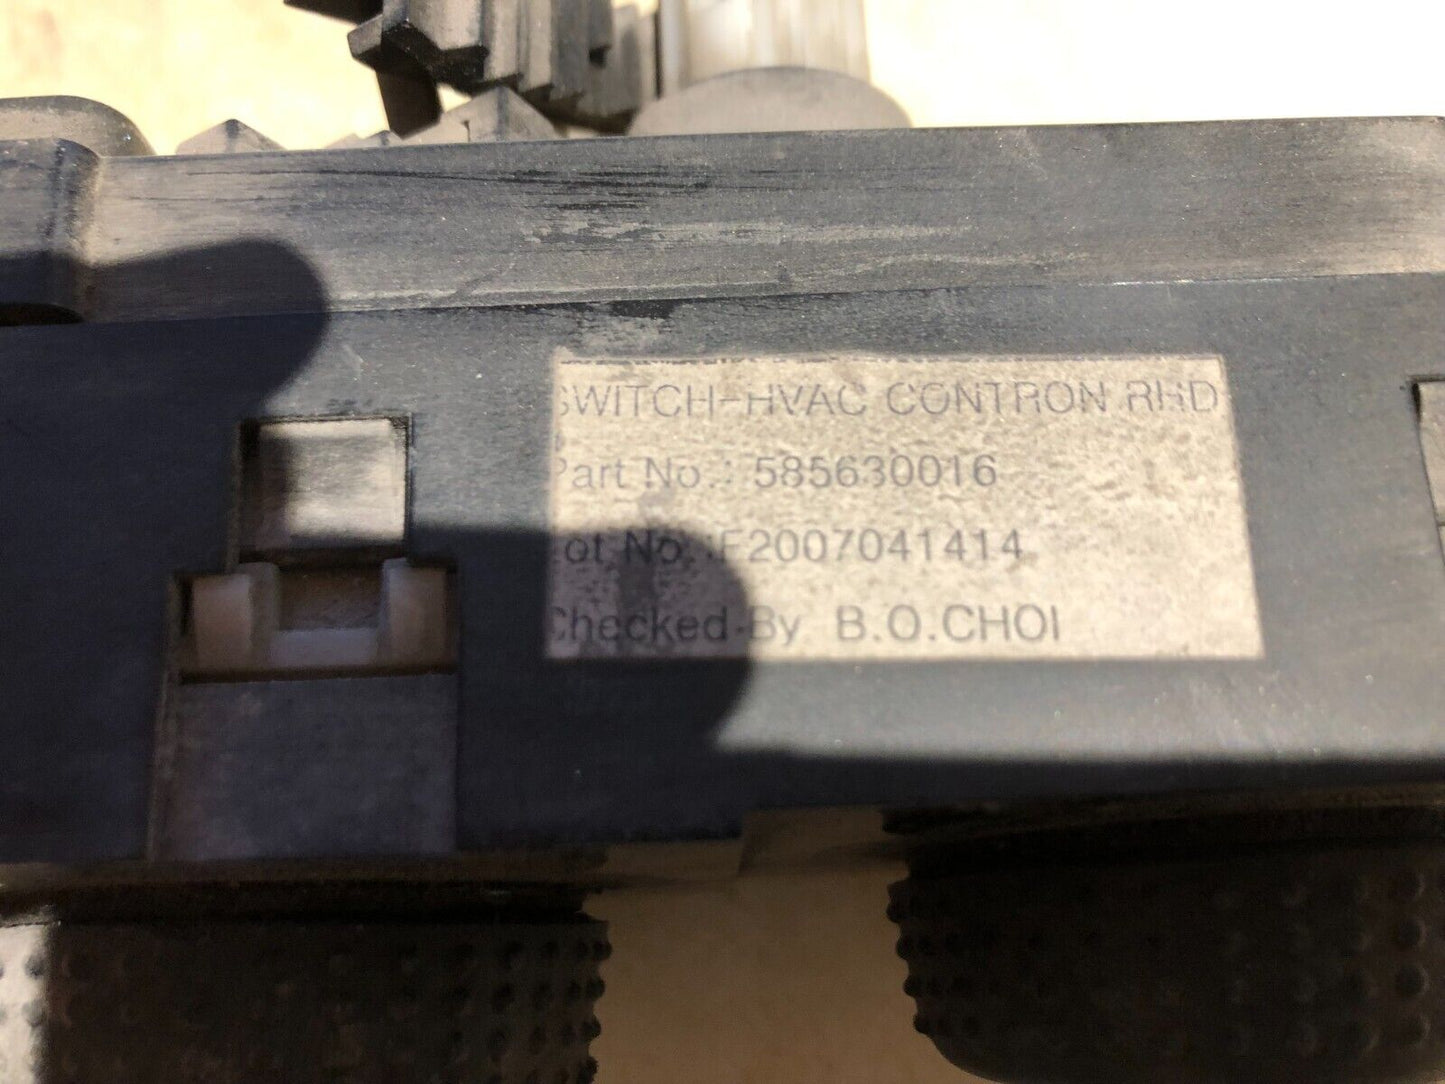 SWITCH-HVAC CONTRON RHD
Part No.: 585630016
Lot No.: F2007041414
Checked By B.O.CHOI